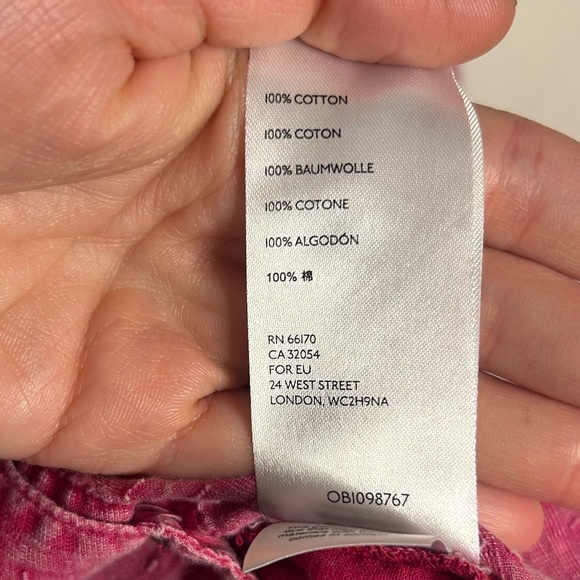 100% COTTON
100% COTON
100% BAUMWOLLE
100% COTONE
100% ALGODÓN
100% 棉
RN 66170
CA 32054
FOR EU
24 WEST STREET
LONDON, WC2H9NA
OB1098767